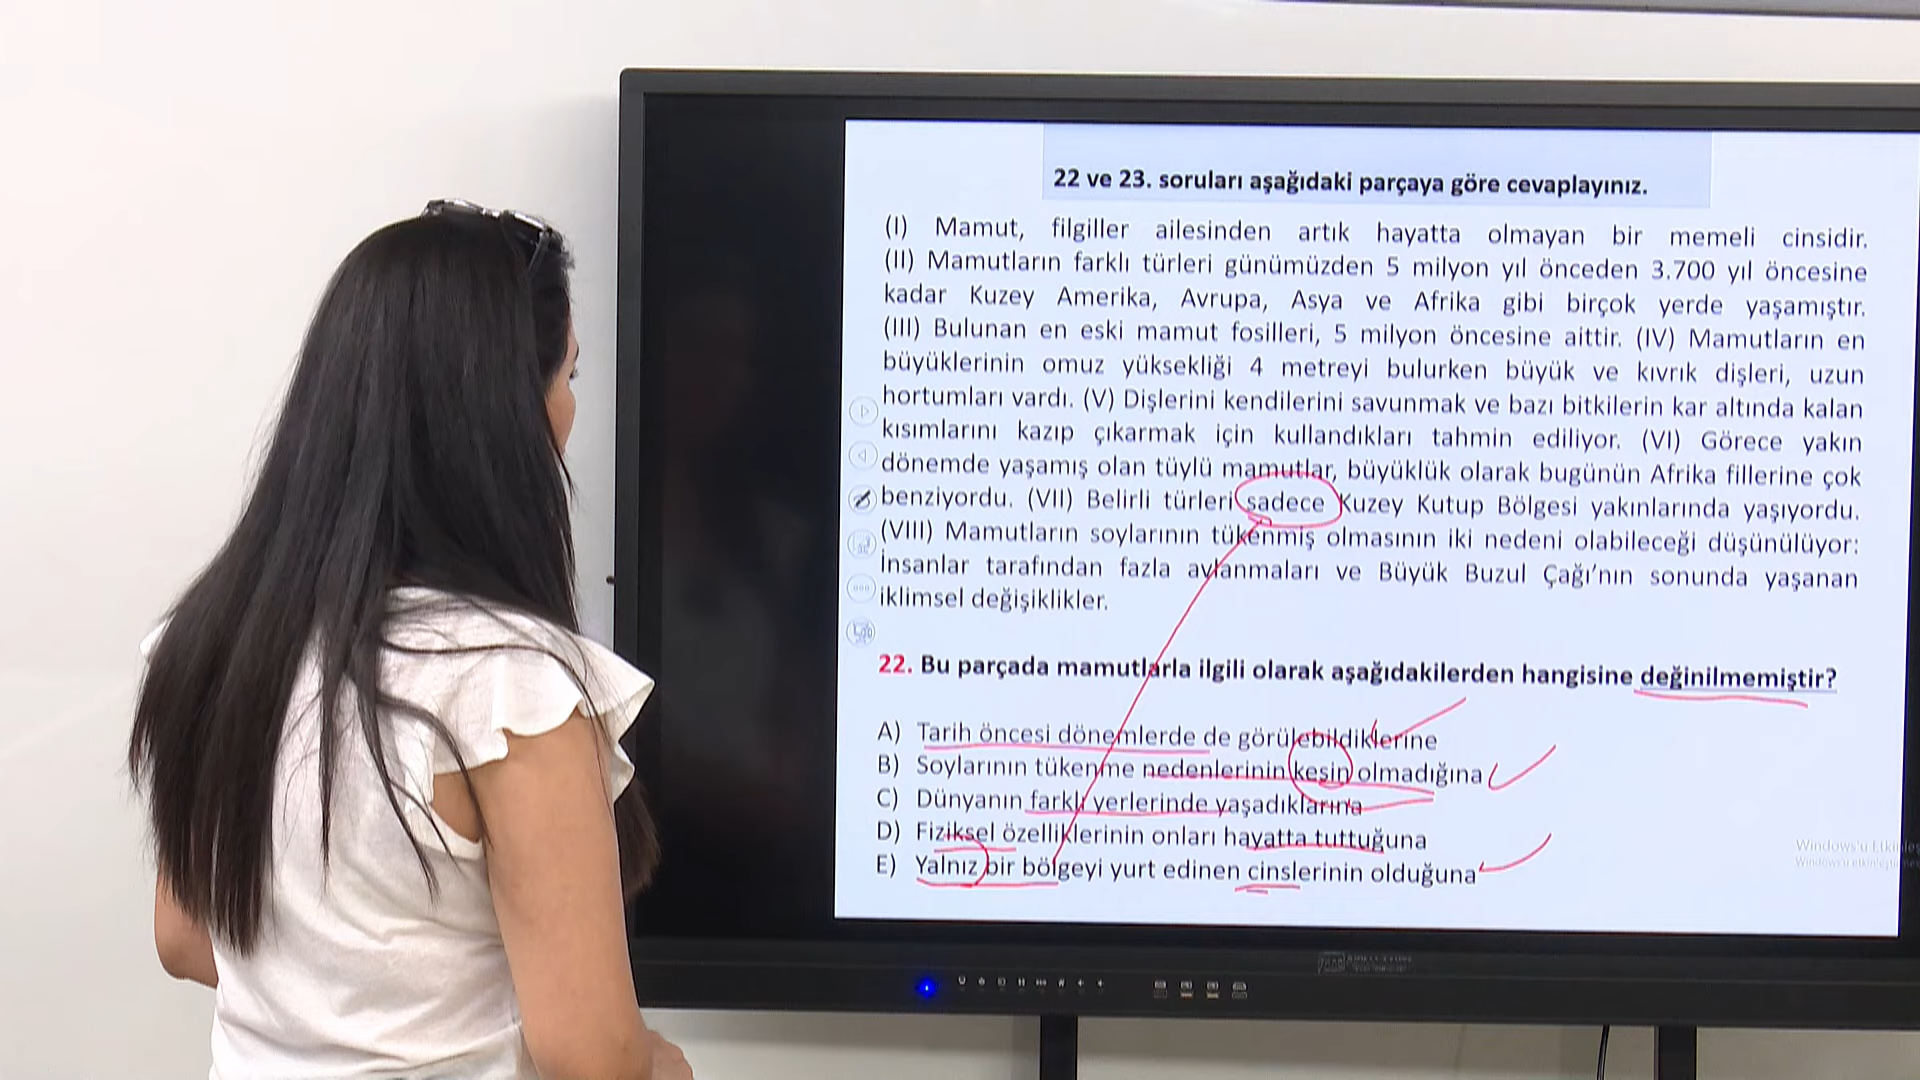 22 ve 23. soruları aşağıdaki parçaya göre cevaplayınız.
(I) Mamut, filgiller ailesinden artık hayatta olmayan bir memeli cinsidir.
(II) Mamutların farklı türleri günümüzden 5 milyon yıl önceden 3.700 yıl öncesine
kadar Kuzey Amerika, Avrupa, Asya ve Afrika gibi birçok yerde yaşamıştır.
(III) Bulunan en eski mamut fosilleri, 5 milyon öncesine aittir. (IV) Mamutların en
büyüklerinin omuz yüksekliği 4 metreyi bulurken büyük ve kıvrık dişleri, uzun
hortumları vardı. (V) Dişlerini kendilerini savunmak ve bazı bitkilerin kar altında kalan
kısımlarını kazıp çıkarmak için kullandıkları tahmin ediliyor. (VI) Görece yakın
dönemde yaşamış olan tüylü mamutlar, büyüklük olarak bugünün Afrika fillerine çok
benziyordu. (VII) Belirli türleri sadece Kuzey Kutup Bölgesi yakınlarında yaşıyordu.
(VIII) Mamutların soylarının tükenmiş olmasının iki nedeni olabileceği düşünülüyor:
İnsanlar tarafından fazla avlanmaları ve Büyük Buzul Çağı'nın sonunda yaşanan
iklimsel değişiklikler.
22. Bu parçada mamutlarla ilgili olarak aşağıdakilerden hangisine değinilmemiştir?
A) Tarih öncesi dönemlerde de görülebildiklerine
B) Soylarının tükenme nedenlerinin kesin olmadığına
C) Dünyanın farklı yerlerinde yaşadıklarına
D) Fiziksel özelliklerinin onları hayatta tuttuğuna
E) Yalnız bir bölgeyi yurt edinen cinslerinin olduğuna
Windows'u Etkinleş